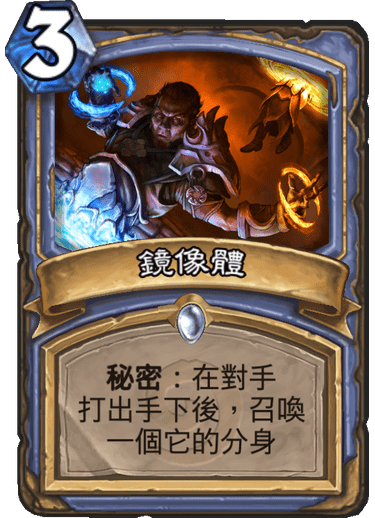 3
鏡像體
秘密：在對手
打出手下後，召喚
一個它的分身